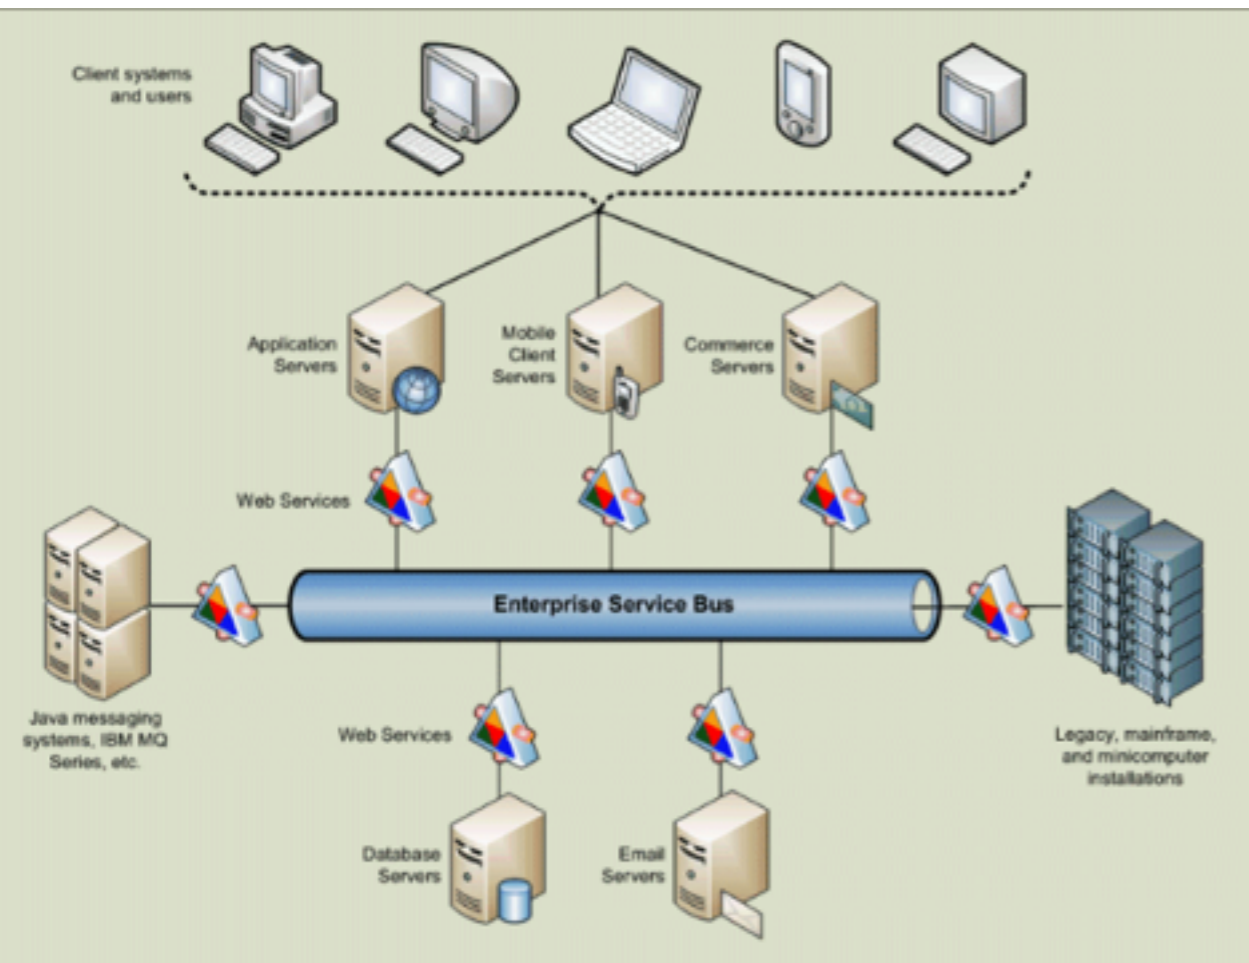 Client systems
and users
Application
Servers
Mobile
Client
Servers
Commerce
Servers
Web Services
Enterprise Service Bus
Java messaging
systems, IBM MQ
Series, etc.
Web Services
Legacy, mainframe,
and minicomputer
installations
Database
Servers
Email
Servers